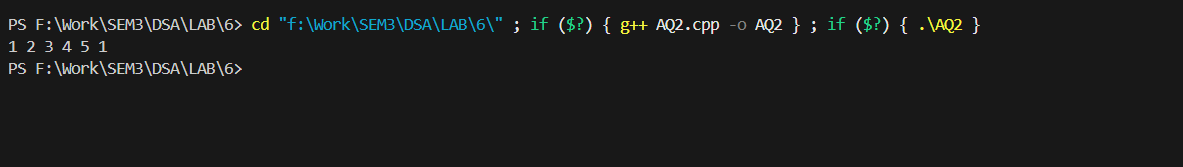 PS F:\Work\SEM3\DSA\LAB\6> cd "f:\Work\SEM3\DSA\LAB\6\" ; if ($?) { g++ AQ2.cpp -o AQ2 } ; if ($?) { .\AQ2 }
1 2 3 4 5 1
PS F:\Work\SEM3\DSA\LAB\6>